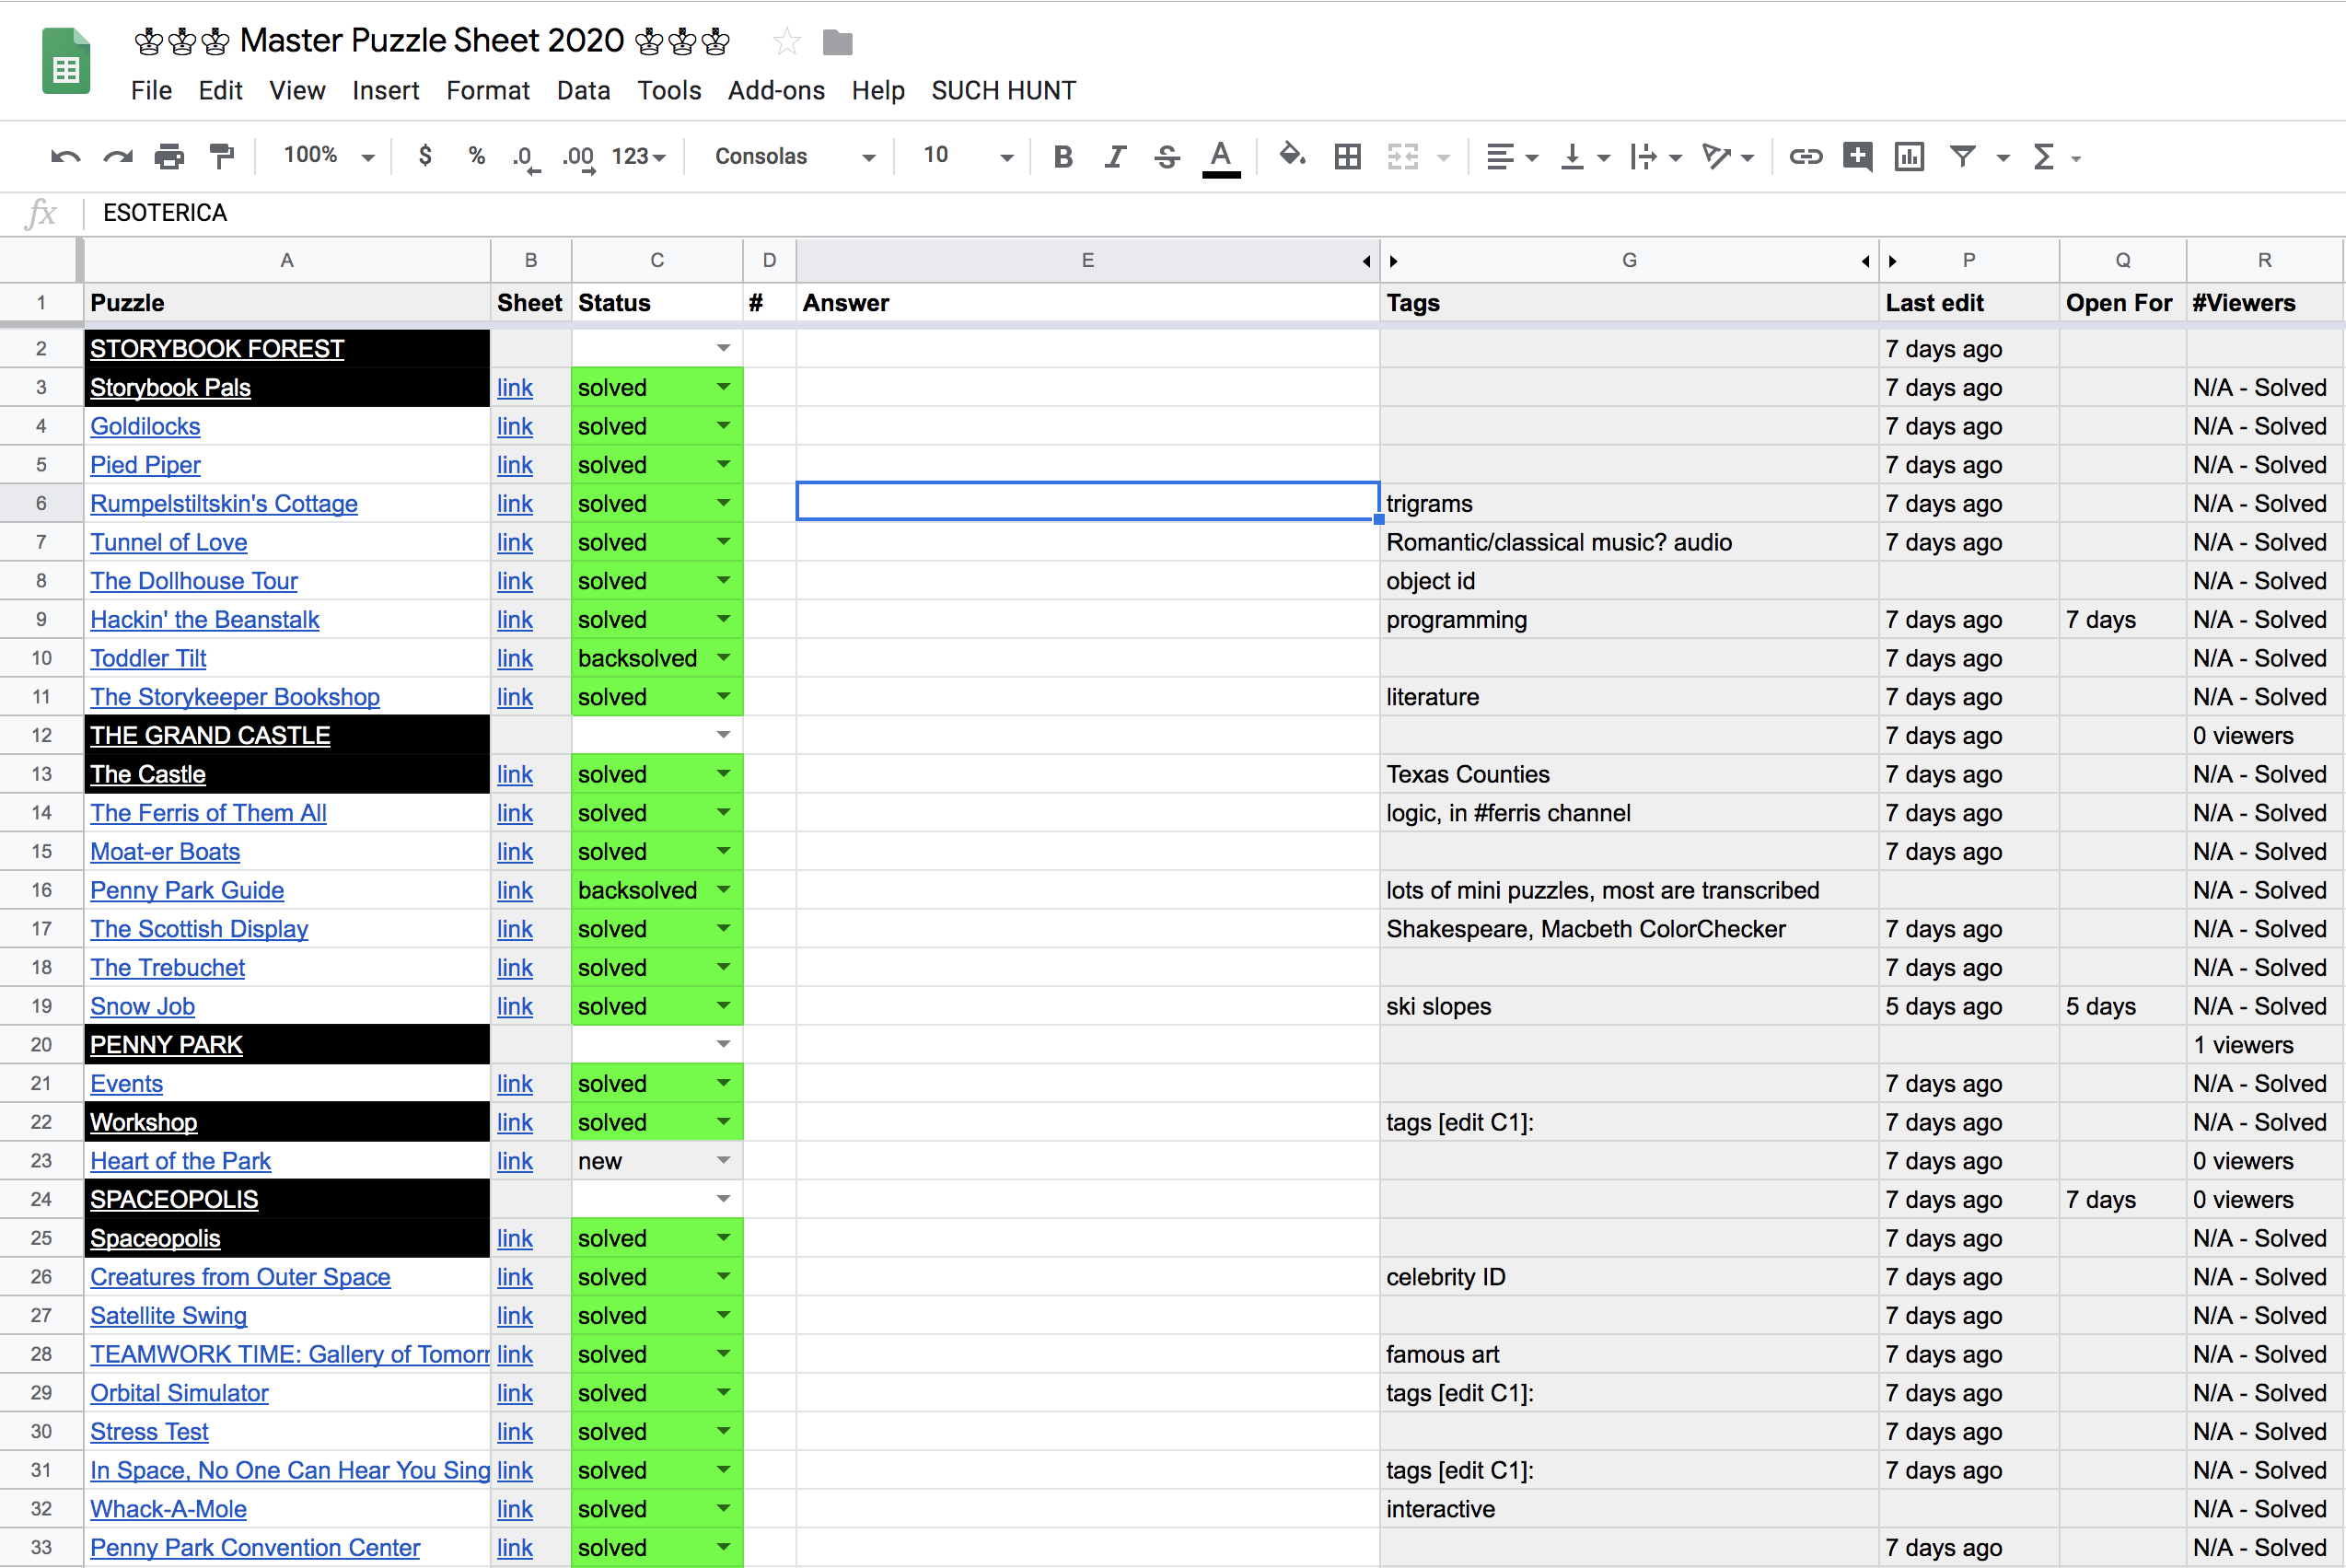 ♔♔♔ Master Puzzle Sheet 2020 ♔♔♔
File Edit View Insert Format Data Tools Add-ons Help SUCH HUNT
100% $ % .0 .00 123 Consolas 10 B I S A
fx ESOTERICA
A B C D E G P Q R
1 Puzzle Sheet Status # Answer Tags Last edit Open For #Viewers
2 STORYBOOK FOREST 7 days ago
3 Storybook Pals link solved 7 days ago N/A - Solved
4 Goldilocks link solved 7 days ago N/A - Solved
5 Pied Piper link solved 7 days ago N/A - Solved
6 Rumpelstiltskin's Cottage link solved trigrams 7 days ago N/A - Solved
7 Tunnel of Love link solved Romantic/classical music? audio 7 days ago N/A - Solved
8 The Dollhouse Tour link solved object id N/A - Solved
9 Hackin' the Beanstalk link solved programming 7 days ago 7 days N/A - Solved
10 Toddler Tilt link backsolved 7 days ago N/A - Solved
11 The Storykeeper Bookshop link solved literature 7 days ago N/A - Solved
12 THE GRAND CASTLE 7 days ago 0 viewers
13 The Castle link solved Texas Counties 7 days ago N/A - Solved
14 The Ferris of Them All link solved logic, in #ferris channel 7 days ago N/A - Solved
15 Moat-er Boats link solved 7 days ago N/A - Solved
16 Penny Park Guide link backsolved lots of mini puzzles, most are transcribed N/A - Solved
17 The Scottish Display link solved Shakespeare, Macbeth ColorChecker 7 days ago N/A - Solved
18 The Trebuchet link solved 7 days ago N/A - Solved
19 Snow Job link solved ski slopes 5 days ago 5 days N/A - Solved
20 PENNY PARK 1 viewers
21 Events link solved 7 days ago N/A - Solved
22 Workshop link solved tags [edit C1]: 7 days ago N/A - Solved
23 Heart of the Park link new 7 days ago 0 viewers
24 SPACEOPOLIS 7 days ago 7 days 0 viewers
25 Spaceopolis link solved 7 days ago N/A - Solved
26 Creatures from Outer Space link solved celebrity ID 7 days ago N/A - Solved
27 Satellite Swing link solved 7 days ago N/A - Solved
28 TEAMWORK TIME: Gallery of Tomorr link solved famous art 7 days ago N/A - Solved
29 Orbital Simulator link solved tags [edit C1]: 7 days ago N/A - Solved
30 Stress Test link solved 7 days ago N/A - Solved
31 In Space, No One Can Hear You Sing link solved tags [edit C1]: 7 days ago N/A - Solved
32 Whack-A-Mole link solved interactive N/A - Solved
33 Penny Park Convention Center link solved 7 days ago N/A - Solved